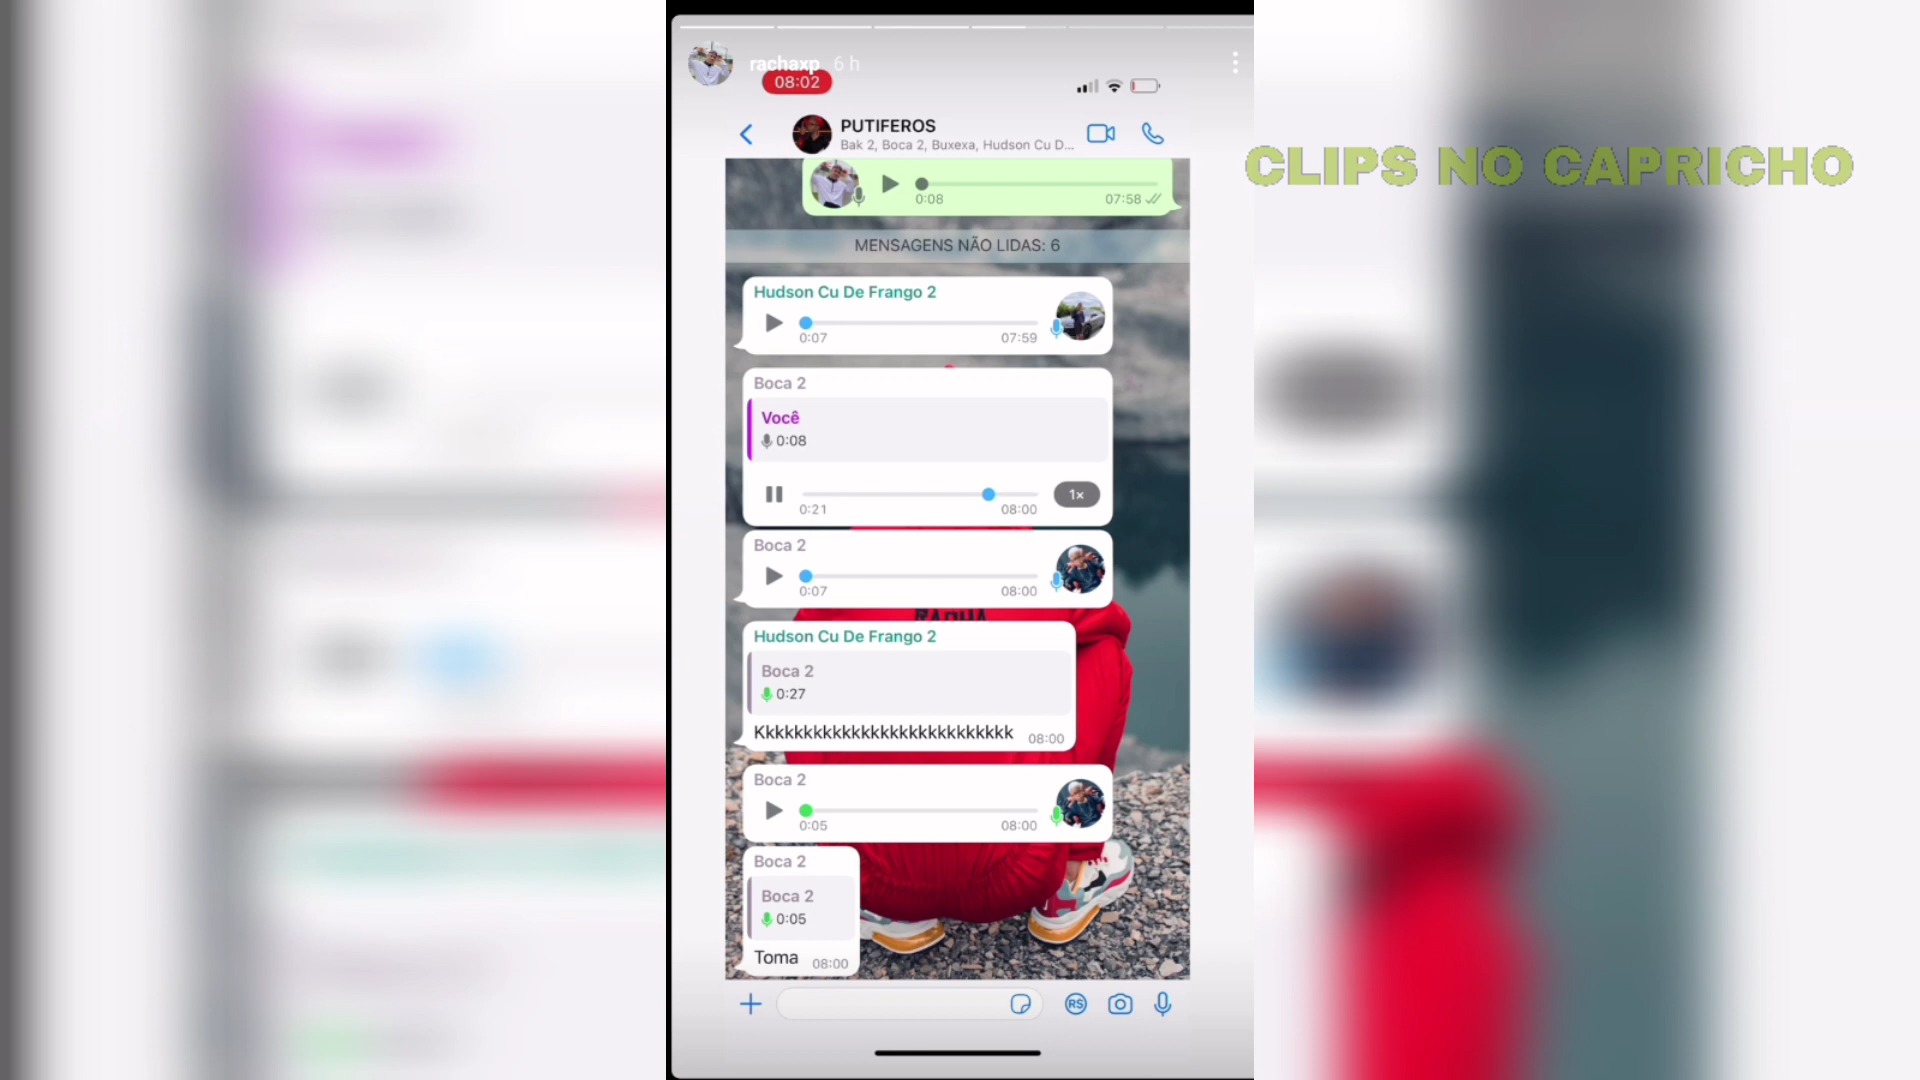 rachaxp 6 h
08:02
PUTIFEROS
Bak 2, Boca 2, Buxexa, Hudson Cu D...
CLIPS NO CAPRICHO
0:08 07:58
MENSAGENS NÃO LIDAS: 6
Hudson Cu De Frango 2
0:07 07:59
Boca 2
Você
0:08
1×
0:21 08:00
Boca 2
0:07 08:00
Hudson Cu De Frango 2
Boca 2
0:27
Kkkkkkkkkkkkkkkkkkkkkkkkkkk 08:00
Boca 2
0:05 08:00
Boca 2
Boca 2
0:05
Toma 08:00
R$